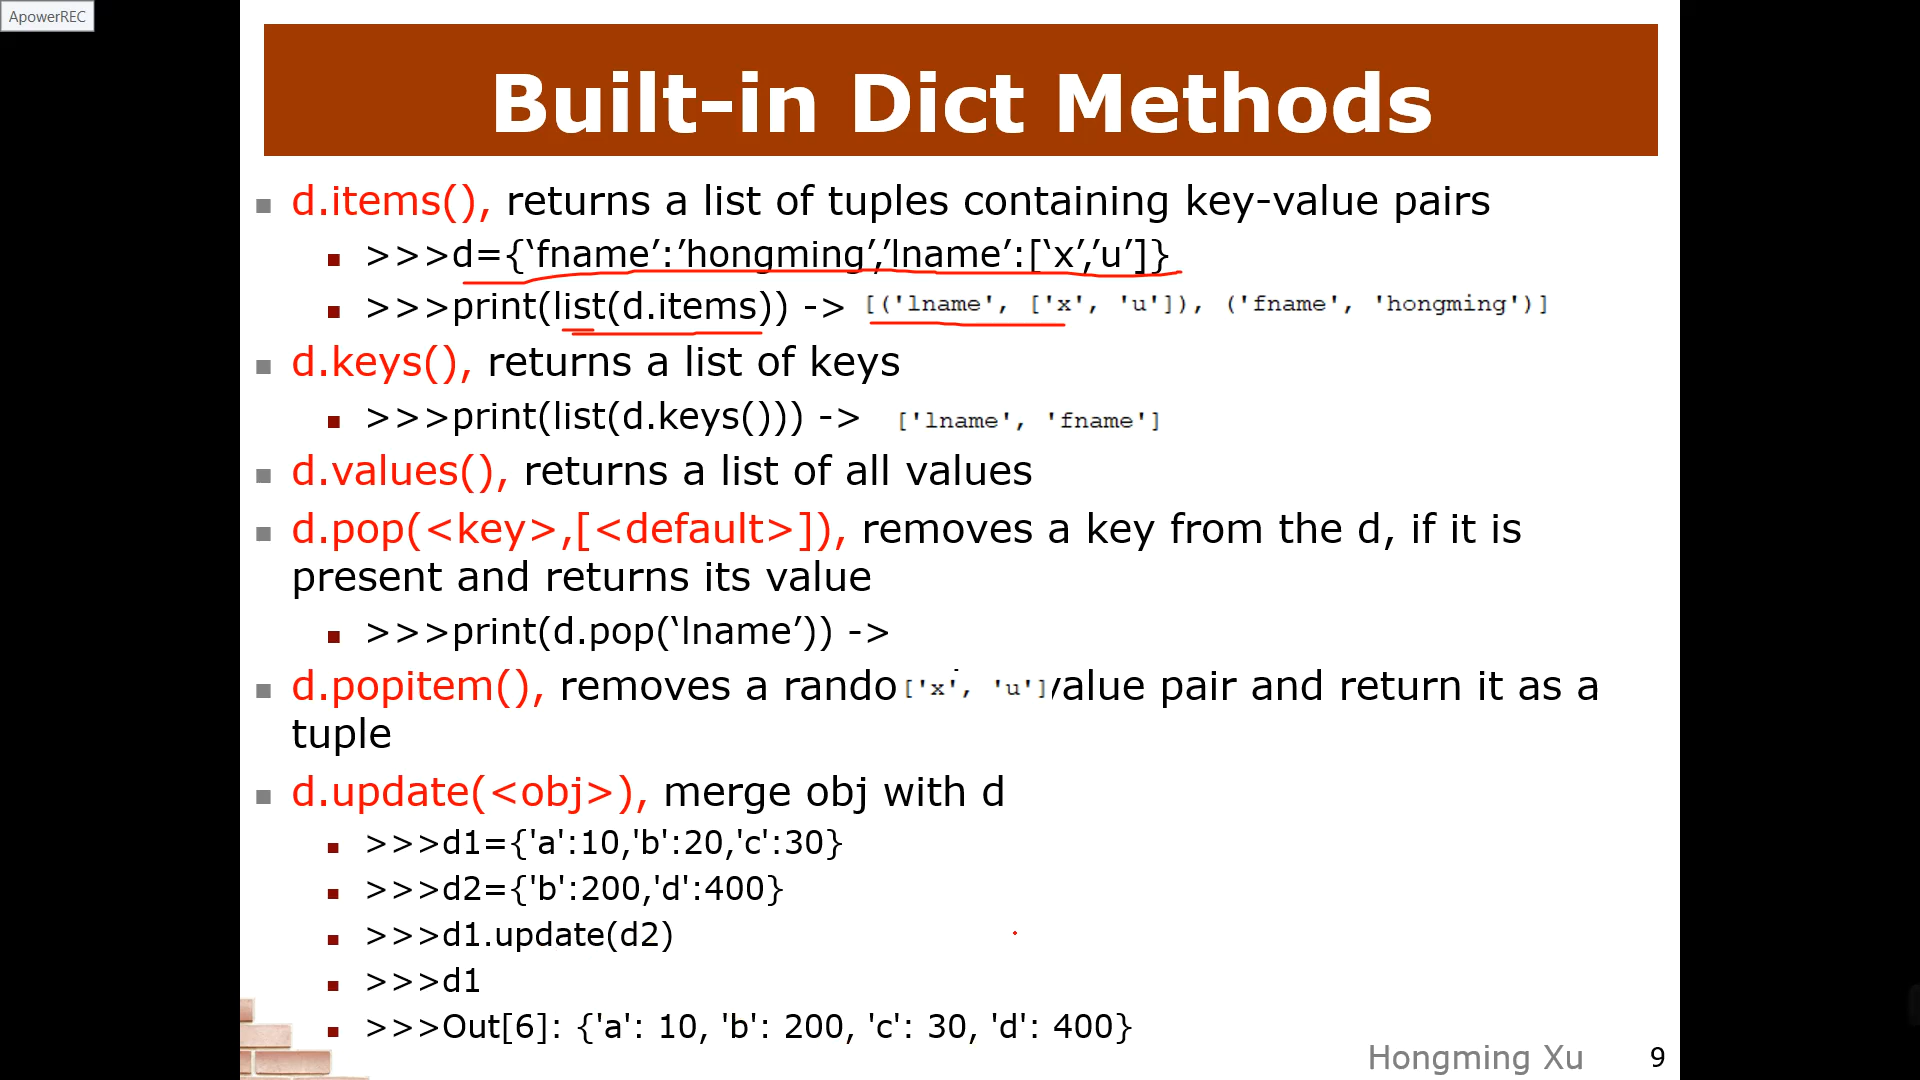 ApowerREC
Built-in Dict Methods
d.items(), returns a list of tuples containing key-value pairs
>>>d={‘fname’:’hongming’,’lname’:[‘x’,’u’]}
>>>print(list(d.items)) -> [('lname', ['x', 'u']), ('fname', 'hongming')]
d.keys(), returns a list of keys
>>>print(list(d.keys())) -> ['lname', 'fname']
d.values(), returns a list of all values
d.pop(<key>,[<default>]), removes a key from the d, if it is
present and returns its value
>>>print(d.pop(‘lname’)) ->
d.popitem(), removes a rando ['x', 'u'] value pair and return it as a
tuple
d.update(<obj>), merge obj with d
>>>d1={'a':10,'b':20,'c':30}
>>>d2={'b':200,'d':400}
>>>d1.update(d2)
>>>d1
>>>Out[6]: {'a': 10, 'b': 200, 'c': 30, 'd': 400}
Hongming Xu 9